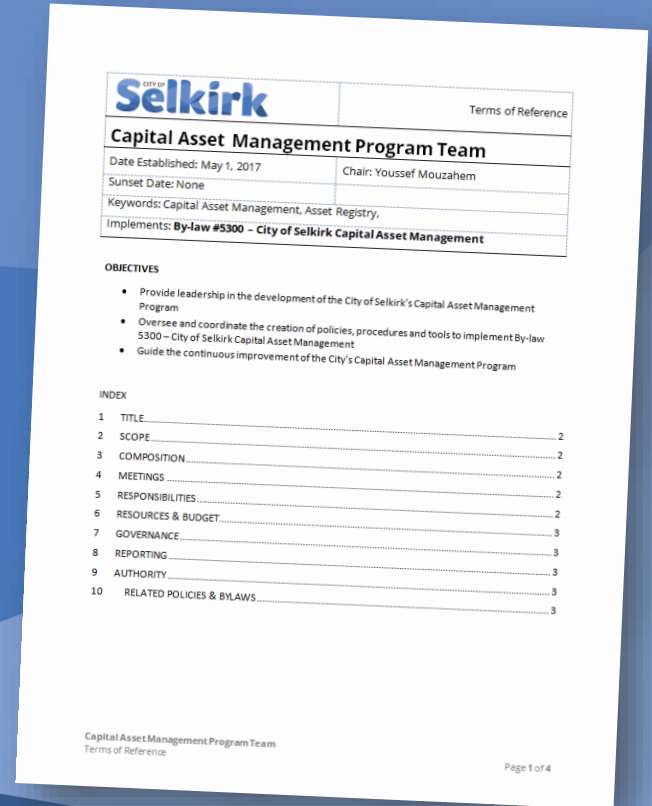 CITY OF
Selkirk
Terms of Reference
Capital Asset Management Program Team
Date Established: May 1, 2017
Chair: Youssef Mouzahem
Sunset Date: None
Keywords: Capital Asset Management, Asset Registry,
Implements: By-law #5300 – City of Selkirk Capital Asset Management
OBJECTIVES
• Provide leadership in the development of the City of Selkirk's Capital Asset Management
Program
• Oversee and coordinate the creation of policies, procedures and tools to implement By-law
5300 – City of Selkirk Capital Asset Management
• Guide the continuous improvement of the City's Capital Asset Management Program
INDEX
1 TITLE 2
2 SCOPE 2
3 COMPOSITION 2
4 MEETINGS 2
5 RESPONSIBILITIES 2
6 RESOURCES & BUDGET 3
7 GOVERNANCE 3
8 REPORTING 3
9 AUTHORITY 3
10 RELATED POLICIES & BYLAWS 3
Capital Asset Management Program Team
Terms of Reference
Page 1 of 4